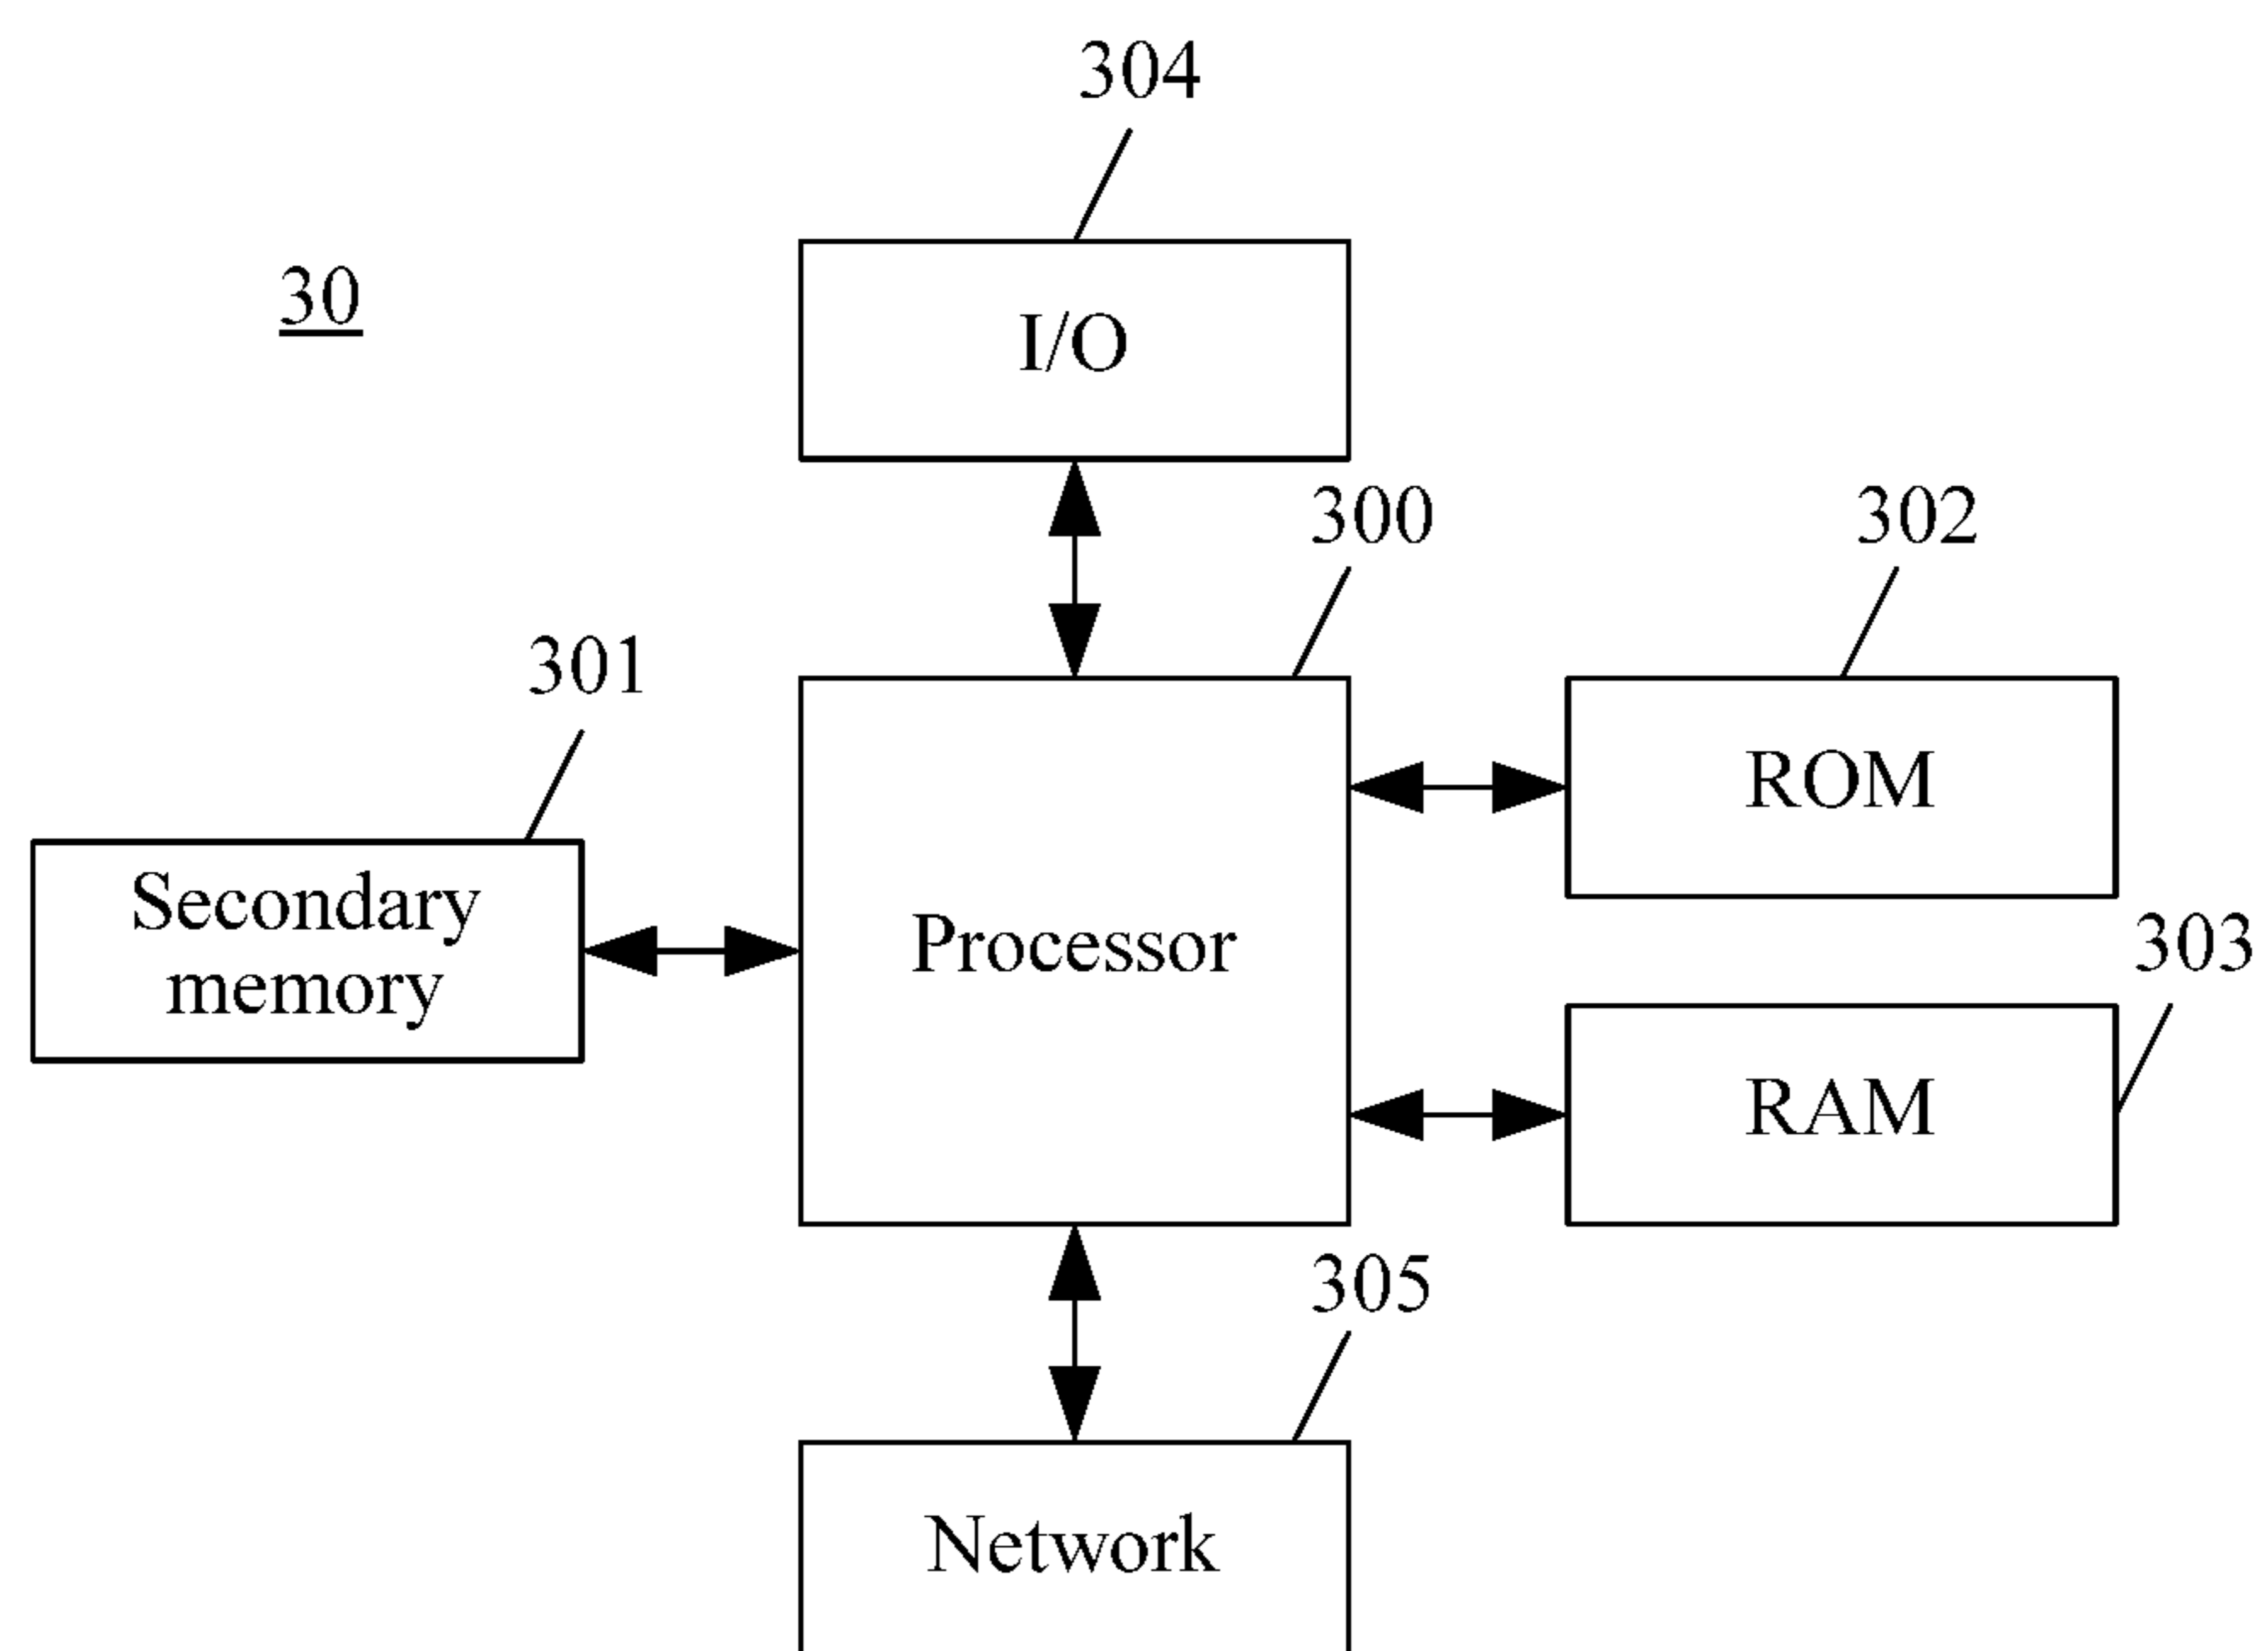 304
30
I/O
300
302
301
ROM
Secondary
memory
Processor
303
RAM
305
Network